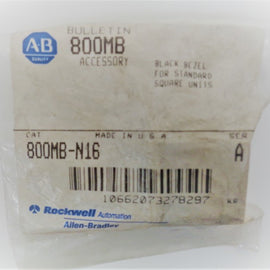 BULLETIN
AB
QUALITY
800MB
ACCESSORY
BLACK BEZEL
FOR STANDARD
SQUARE UNITS
CAT
MADE IN U S A
SER
800MB-N16
A
10662073278297
Rockwell Automation
Allen-Bradley